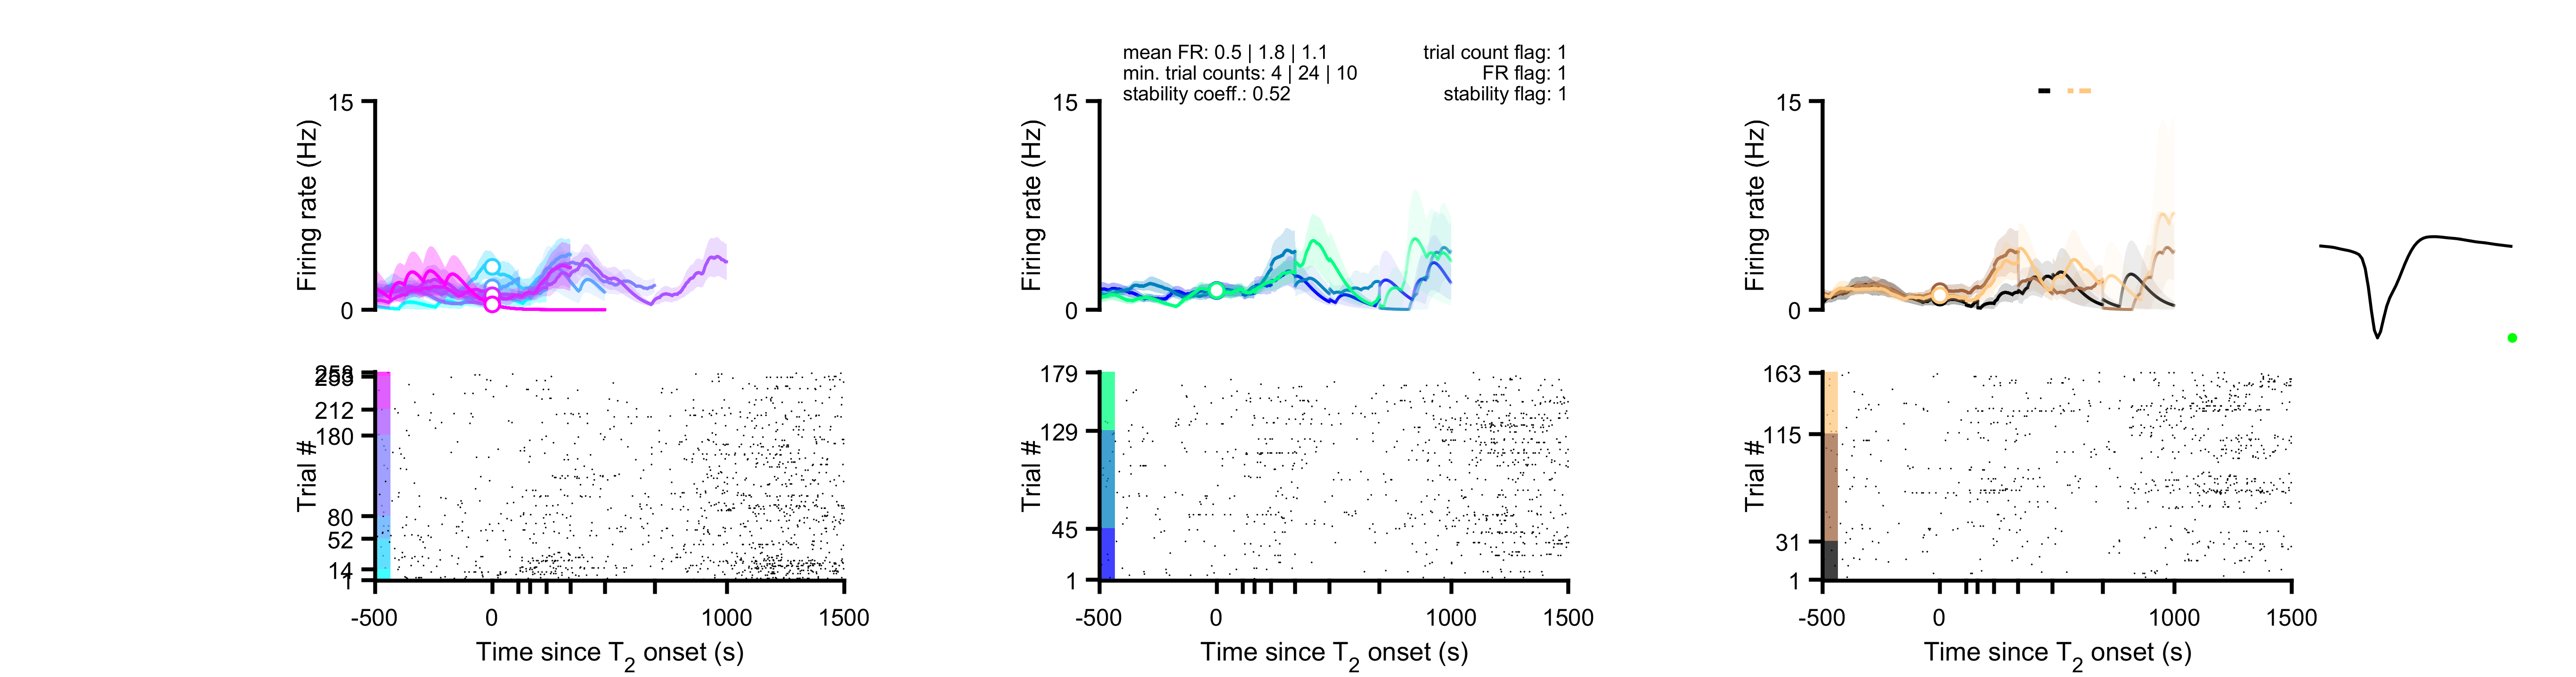 mean FR: 0.5 | 1.8 | 1.1
min. trial counts: 4 | 24 | 10
stability coeff.: 0.52
trial count flag: 1
FR flag: 1
stability flag: 1
15
Firing rate (Hz)
0
15
Firing rate (Hz)
0
15
Firing rate (Hz)
0
212
180
80
52
14
1
Trial #
-500
0
1000
1500
Time since T2 onset (s)
179
129
45
1
Trial #
-500
0
1000
1500
Time since T2 onset (s)
163
115
31
1
Trial #
-500
0
1000
1500
Time since T2 onset (s)